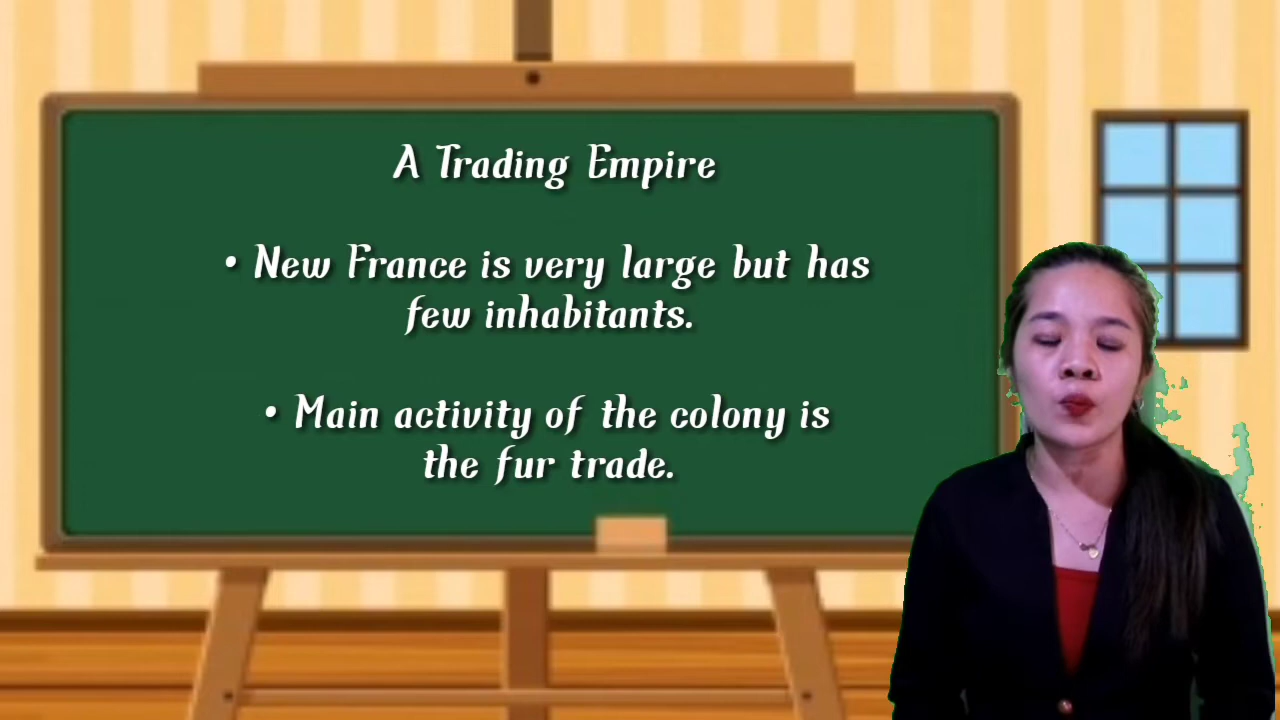 A Trading Empire
• New France is very large but has
few inhabitants.
• Main activity of the colony is
the fur trade.